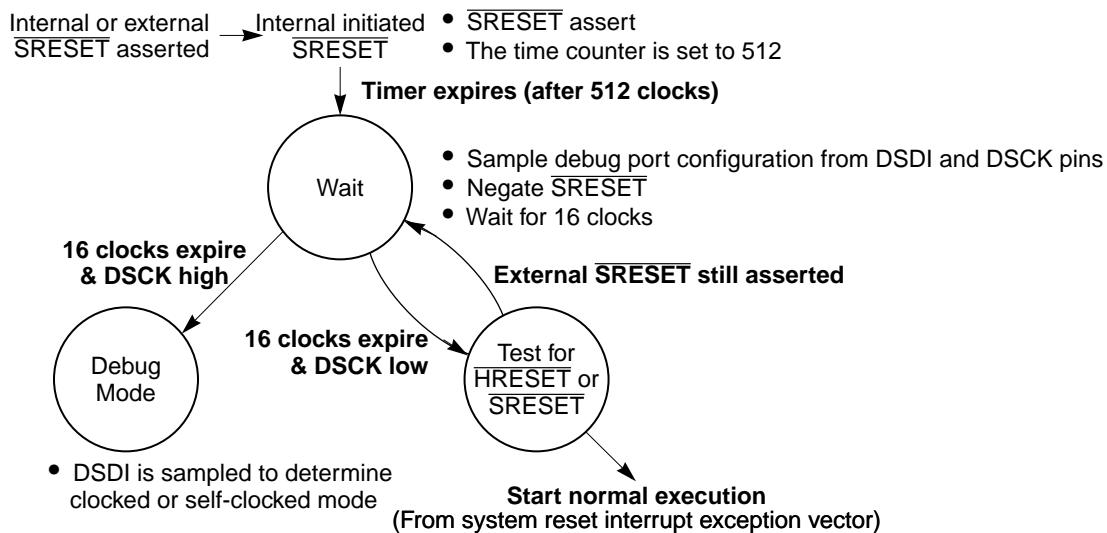 Internal or external
SRESET asserted
Internal initiated
SRESET
• SRESET assert
• The time counter is set to 512
Timer expires (after 512 clocks)
Wait
• Sample debug port configuration from DSDI and DSCK pins
• Negate SRESET
• Wait for 16 clocks
16 clocks expire
& DSCK high
External SRESET still asserted
16 clocks expire
& DSCK low
Debug
Mode
Test for
HRESET or
SRESET
• DSDI is sampled to determine
clocked or self-clocked mode
Start normal execution
(From system reset interrupt exception vector)